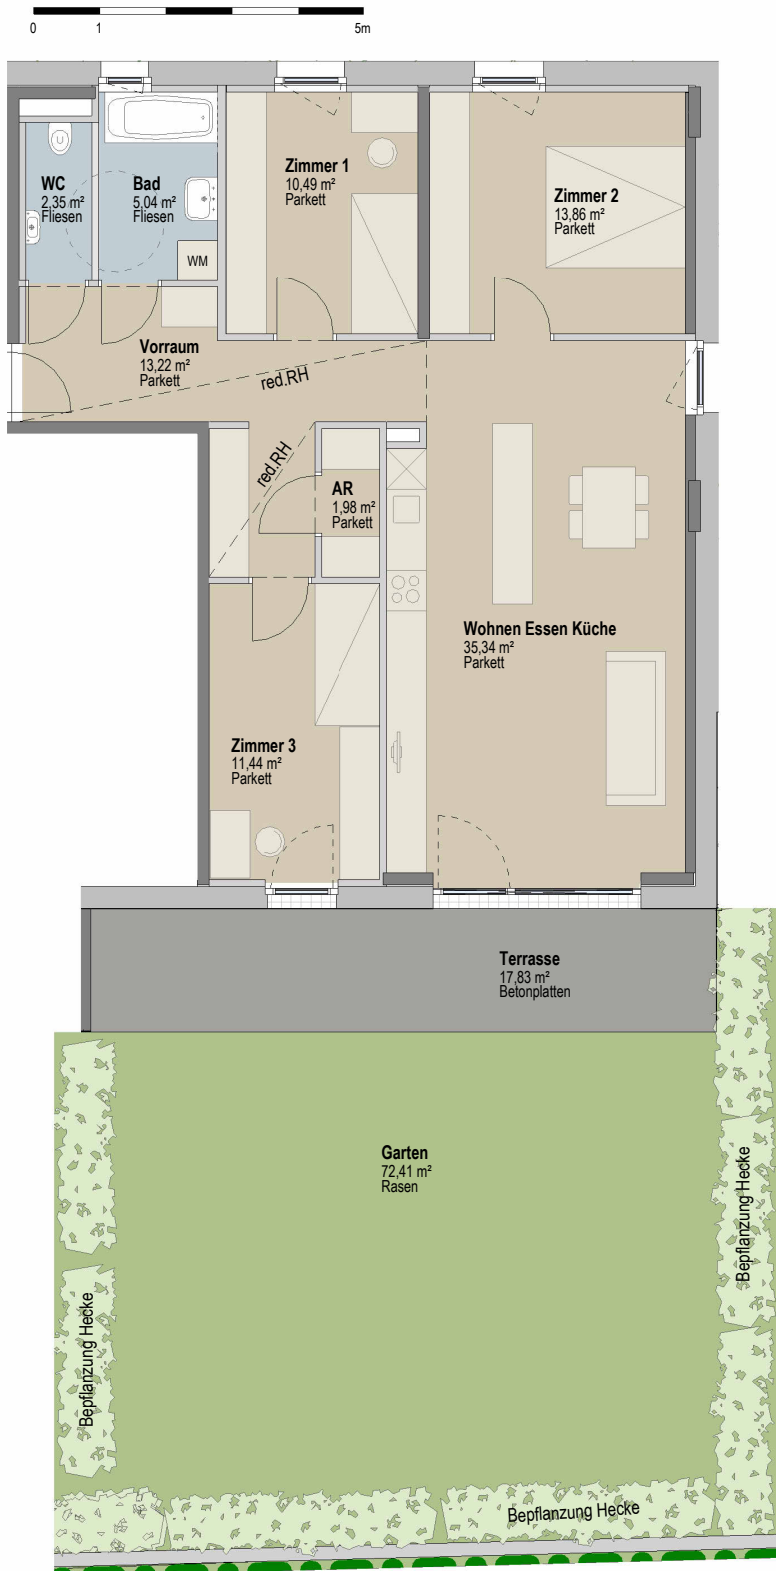 0 1 5m
WC
2,35 m²
Fliesen
Bad
5,04 m²
Fliesen
WM
Zimmer 1
10,49 m²
Parkett
Zimmer 2
13,86 m²
Parkett
Vorraum
13,22 m²
Parkett
red.RH
red.RH
AR
1,98 m²
Parkett
Wohnen Essen Küche
35,34 m²
Parkett
Zimmer 3
11,44 m²
Parkett
Terrasse
17,83 m²
Betonplatten
Garten
72,41 m²
Rasen
Bepflanzung Hecke
Bepflanzung Hecke
Bepflanzung Hecke